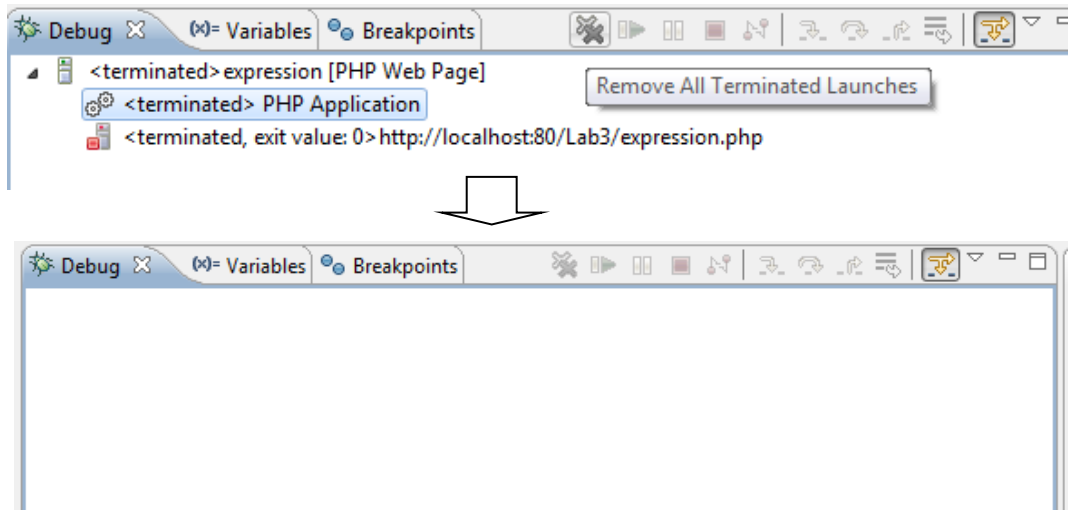 Debug (x)= Variables Breakpoints
<terminated>expression [PHP Web Page]
Remove All Terminated Launches
<terminated> PHP Application
<terminated, exit value: 0>http://localhost:80/Lab3/expression.php
Debug (x)= Variables Breakpoints